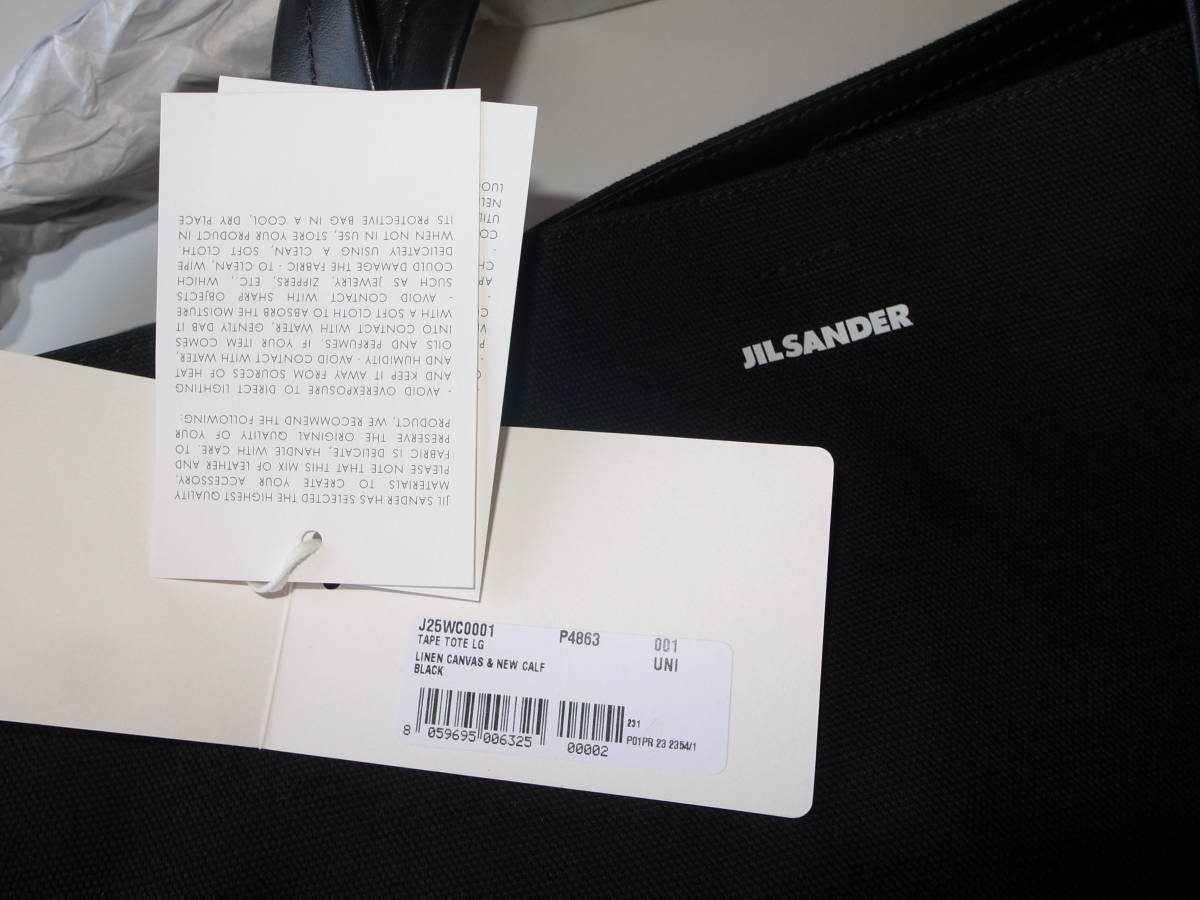 JIL SANDER HAS SELECTED THE HIGHEST QUALITY
MATERIALS TO CREATE YOUR ACCESSORY.
PLEASE NOTE THAT THIS MIX OF LEATHER AND
FABRIC IS DELICATE, HANDLE WITH CARE. TO
PRESERVE THE ORIGINAL QUALITY OF YOUR
PRODUCT, WE RECOMMEND THE FOLLOWING:
- AVOID OVEREXPOSURE TO DIRECT LIGHTING
AND KEEP IT AWAY FROM SOURCES OF HEAT
AND HUMIDITY - AVOID CONTACT WITH WATER,
OILS AND PERFUMES. IF YOUR ITEM COMES
INTO CONTACT WITH WATER, GENTLY DAB IT
WITH A SOFT CLOTH TO ABSORB THE MOISTURE
- AVOID CONTACT WITH SHARP OBJECTS
SUCH AS JEWELRY, ZIPPERS, ETC., WHICH
COULD DAMAGE THE FABRIC - TO CLEAN, WIPE
DELICATELY USING A CLEAN, SOFT CLOTH.
WHEN NOT IN USE, STORE YOUR PRODUCT IN
ITS PROTECTIVE BAG IN A COOL, DRY PLACE
JIL SANDER
J25WC0001 P4863 001
TAPE TOTE LG UNI
LINEN CANVAS & NEW CALF
BLACK
231
8 059695 006325 00002 P01PR 23 2354/1